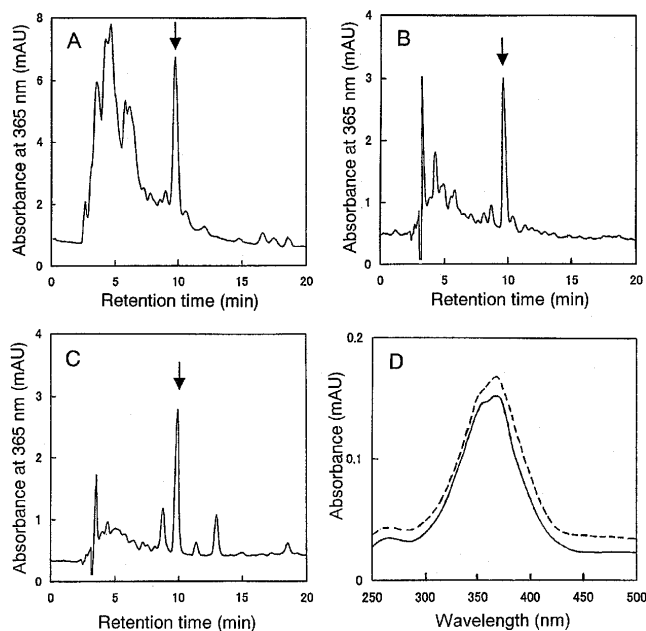 A
Absorbance at 365 nm (mAU)
8
6
4
2
0
0 5 10 15 20
Retention time (min)
B
Absorbance at 365 nm (mAU)
4
3
2
1
0
0 5 10 15 20
Retention time (min)
C
Absorbance at 365 nm (mAU)
4
3
2
1
0
0 5 10 15 20
Retention time (min)
D
Absorbance (mAU)
0.2
0.1
0
250 300 350 400 450 500
Wavelength (nm)